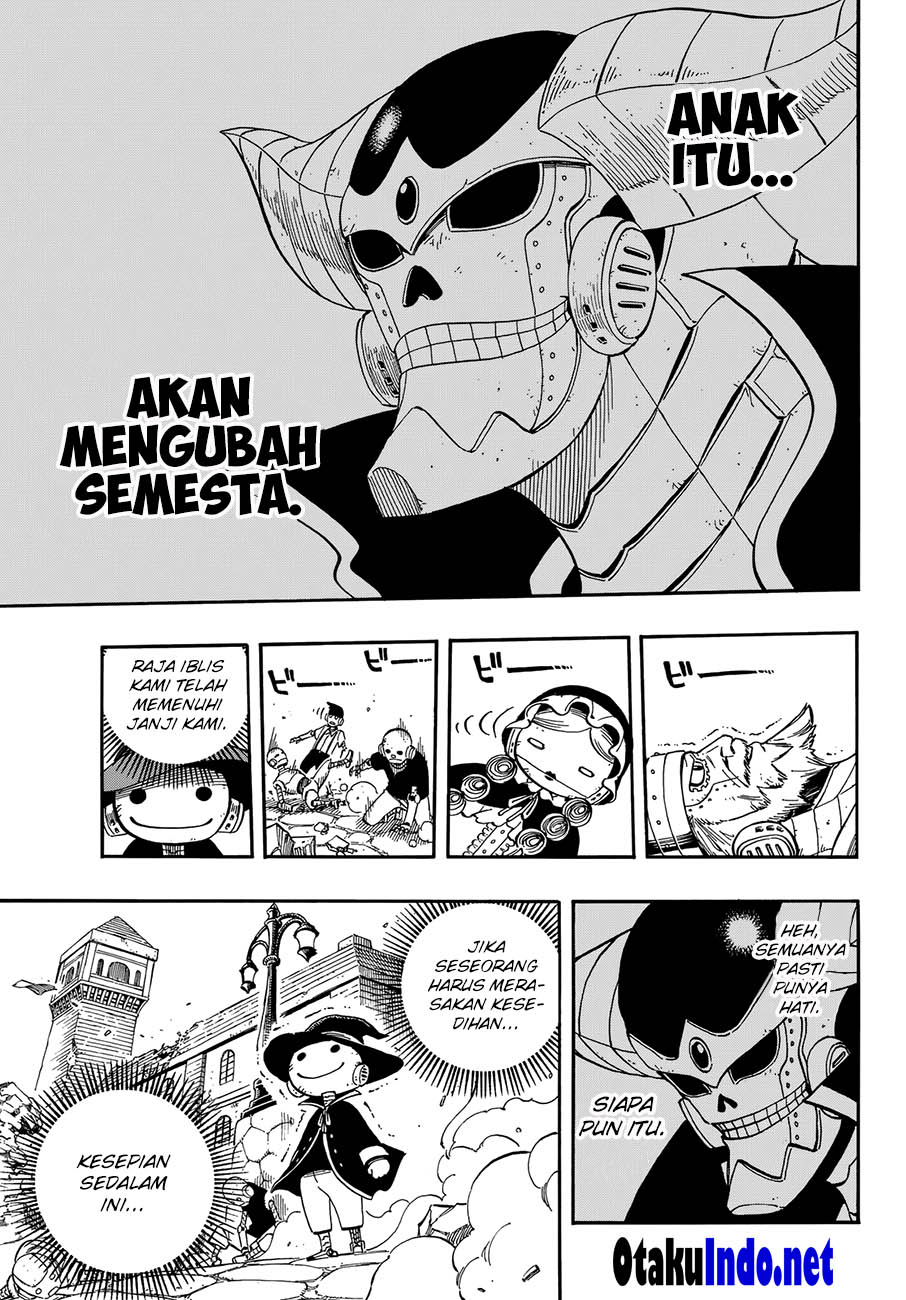 ANAK
ITU...
AKAN
MENGUBAH
SEMESTA.
ビー
ビー
ビー
ビー
RAJA IBLIS
KAMI TELAH
MEMENUHI
JANJI KAMI.
HEH,
SEMUANYA
PASTI
PUNYA
HATI.
SIAPA
PUN ITU.
JIKA
SESEORANG
HARUS MERA-
SAKAN KESE-
DIHAN...
KESEPIAN
SEDALAM
INI...
OtakuIndo.net